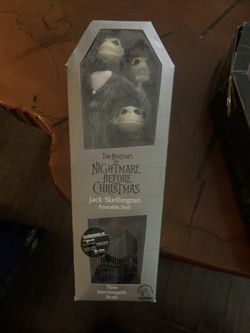 Tim Burton's
The
NIGHTMARE
BEFORE
CHRISTMAS
Jack Skellington
Poseable Doll
Three
Interchangeable
Heads